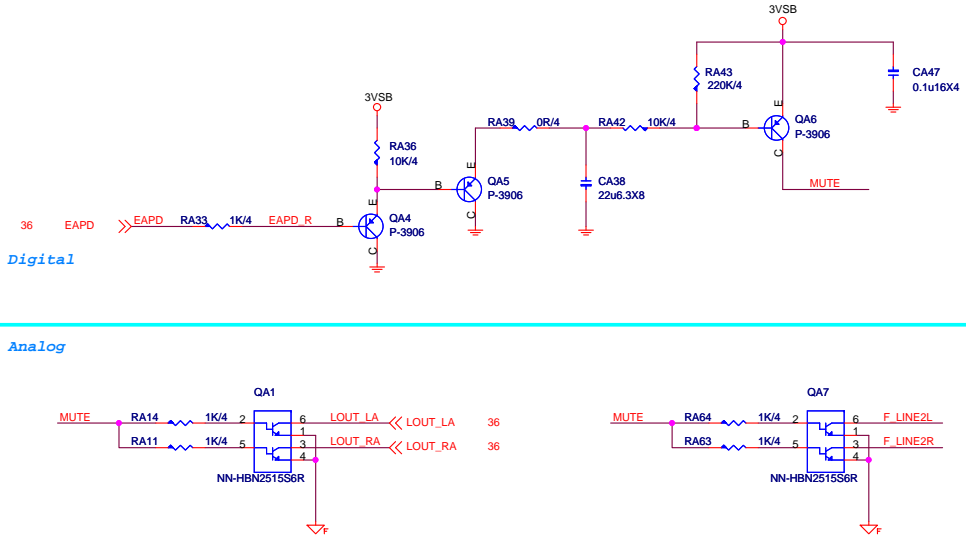 3VSB
RA43
220K/4
CA47
0.1u16X4
3VSB
E
RA39
0R/4
RA42
10K/4
B
QA6
P-3906
RA36
10K/4
C
E
MUTE
B
QA5
P-3906
CA38
22u6.3X8
E
C
36
EAPD
EAPD
RA33
1K/4
EAPD_R
B
QA4
P-3906
C
Digital
Analog
QA1
QA7
MUTE
RA14
1K/4
2
6
LOUT_LA
LOUT_LA
36
1
RA11
1K/4
5
3
LOUT_RA
LOUT_RA
36
4
NN-HBN2515S6R
F
MUTE
RA64
1K/4
2
6
F_LINE2L
1
RA63
1K/4
5
3
F_LINE2R
4
NN-HBN2515S6R
F